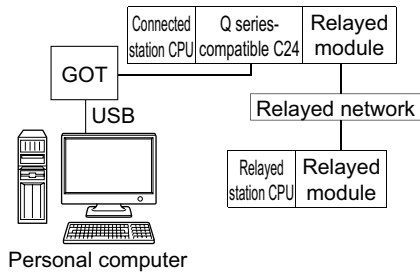 Connected
station CPU
Q series-
compatible C24
Relayed
module
GOT
USB
Relayed network
Relayed
station CPU
Relayed
module
Personal computer